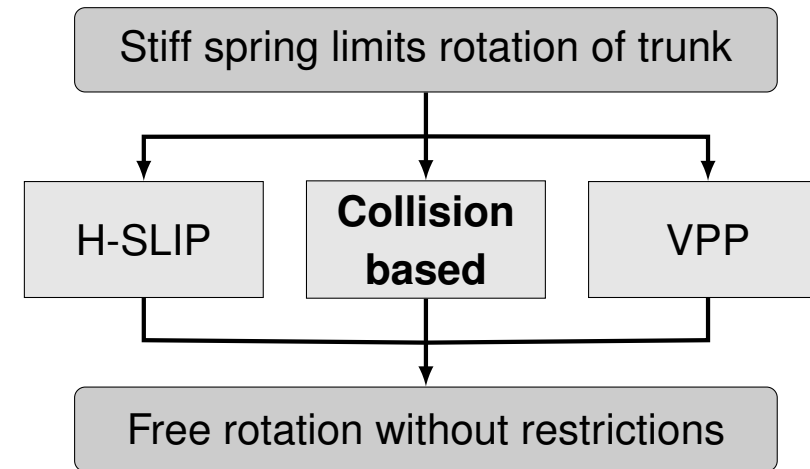 Stiff spring limits rotation of trunk
H-SLIP
Collision
based
VPP
Free rotation without restrictions